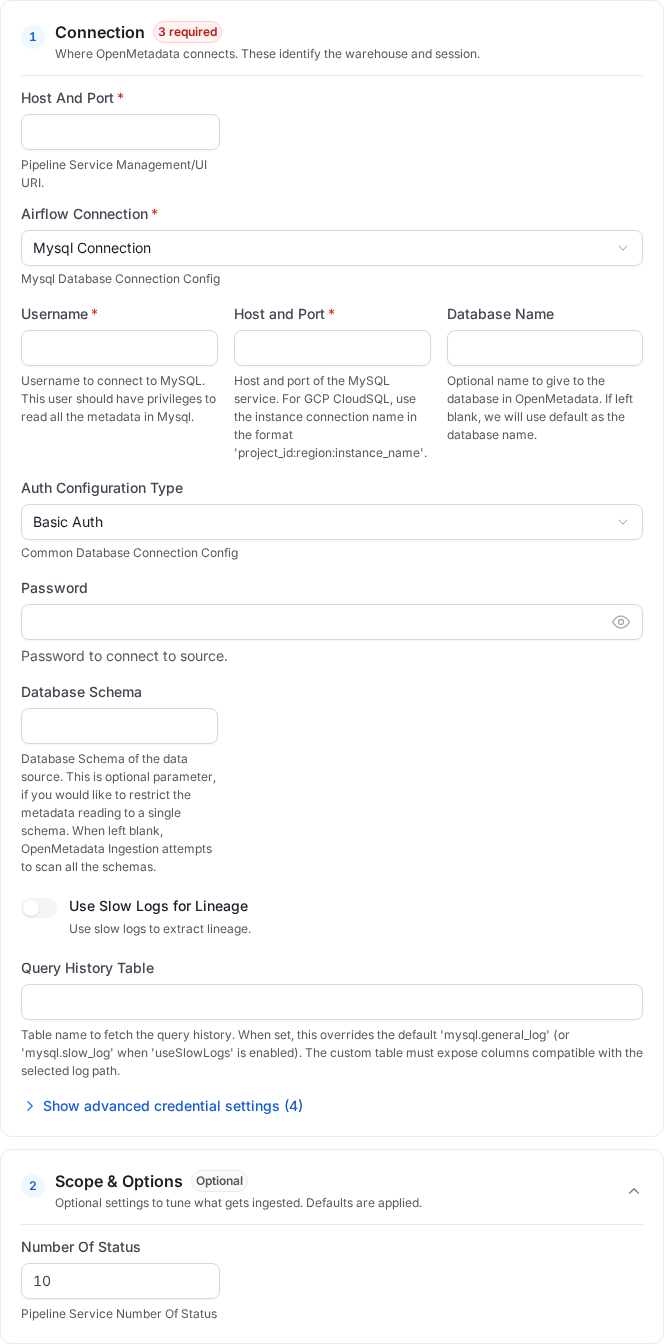 1 Connection 3 required
Where OpenMetadata connects. These identify the warehouse and session.
Host And Port *
Pipeline Service Management/UI
URI.
Airflow Connection *
Mysql Connection
Mysql Database Connection Config
Username * Host and Port * Database Name
Username to connect to MySQL.
This user should have privileges to
read all the metadata in Mysql.
Host and port of the MySQL
service. For GCP CloudSQL, use
the instance connection name in
the format
'project_id:region:instance_name'.
Optional name to give to the
database in OpenMetadata. If left
blank, we will use default as the
database name.
Auth Configuration Type
Basic Auth
Common Database Connection Config
Password
Password to connect to source.
Database Schema
Database Schema of the data
source. This is optional parameter,
if you would like to restrict the
metadata reading to a single
schema. When left blank,
OpenMetadata Ingestion attempts
to scan all the schemas.
Use Slow Logs for Lineage
Use slow logs to extract lineage.
Query History Table
Table name to fetch the query history. When set, this overrides the default 'mysql.general_log' (or
'mysql.slow_log' when 'useSlowLogs' is enabled). The custom table must expose columns compatible with the
selected log path.
Show advanced credential settings (4)
2 Scope & Options Optional
Optional settings to tune what gets ingested. Defaults are applied.
Number Of Status
10
Pipeline Service Number Of Status